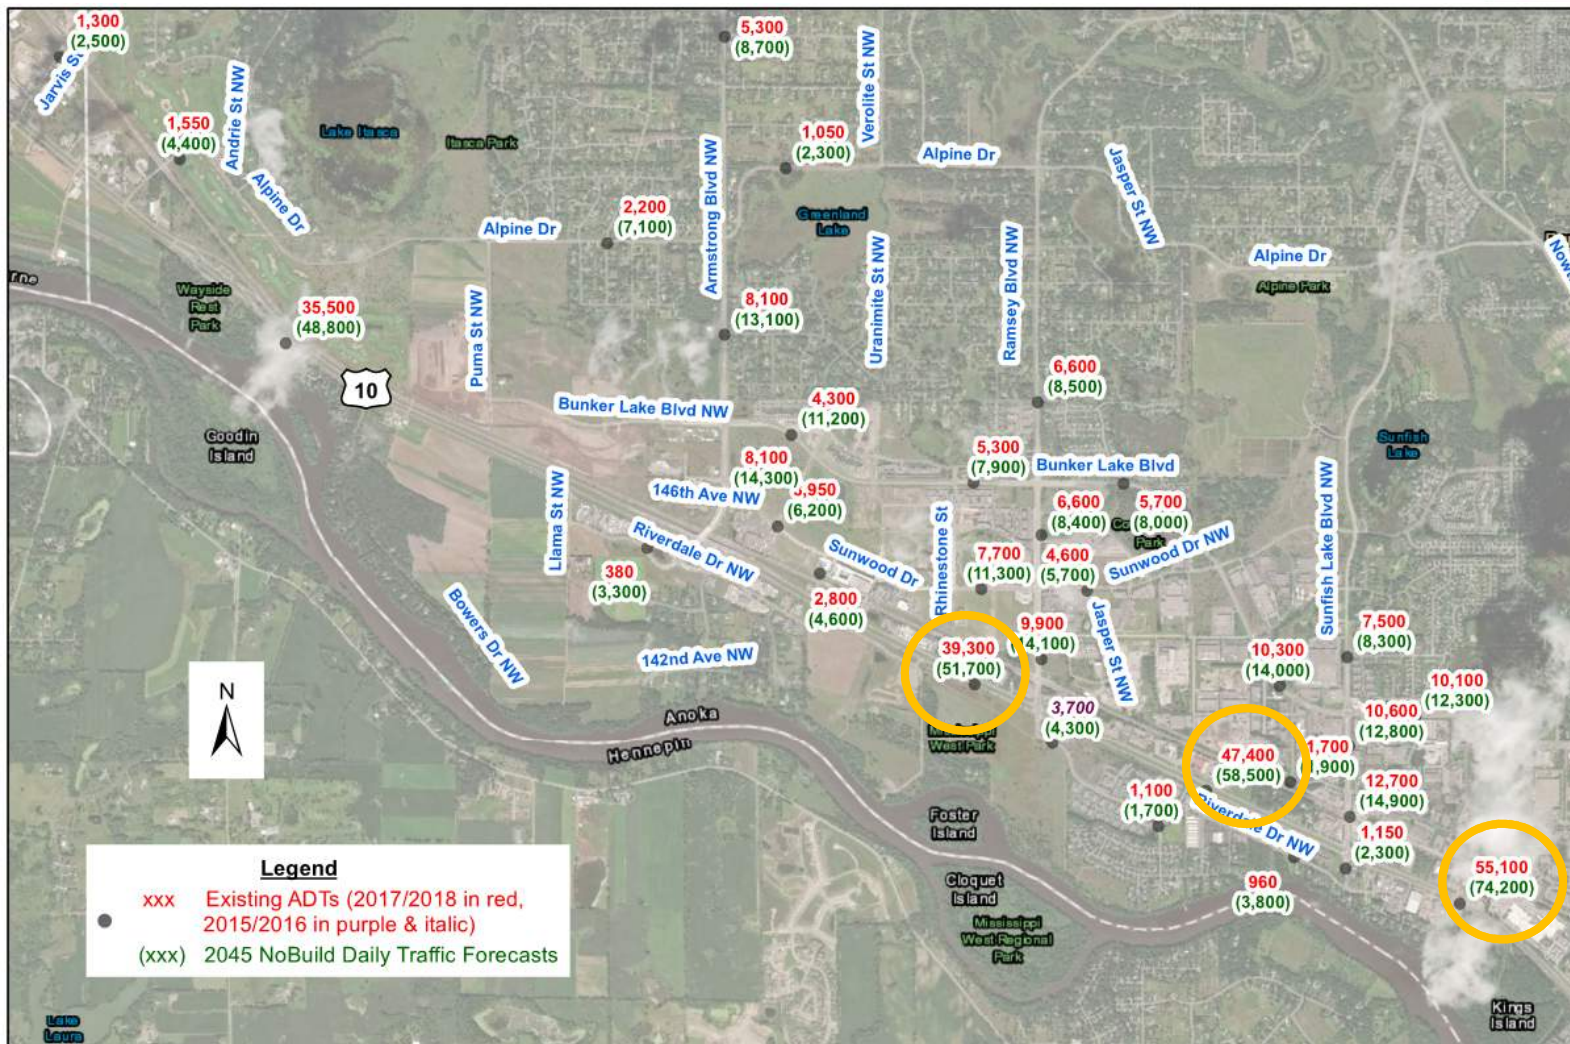 1,300
(2,500)
Jarvis St
1,550
(4,400)
Andrie St NW
Alpine Dr
Lake Itasca
Itasca Park
5,300
(8,700)
Verolite St NW
1,050
(2,300)
Alpine Dr
Jasper St NW
Armstrong Blvd NW
2,200
(7,100)
Alpine Dr
Greenland
Lake
Uranimite St NW
Ramsey Blvd NW
Alpine Dr
Alpine Park
Wayside
Rest
Park
35,500
(48,800)
10
Puma St NW
8,100
(13,100)
6,600
(8,500)
Goodin
Island
Bunker Lake Blvd NW
4,300
(11,200)
5,300
(7,900)
Bunker Lake Blvd
Sunfish
Lake
8,100
(14,300)
146th Ave NW
(6,200)
Llama St NW
Riverdale Dr NW
Sunwood Dr
Rhinestone St
6,600
(8,400)
5,700
(8,000)
Park
Sunwood Dr NW
Sunfish Lake Blvd NW
380
(3,300)
2,800
(4,600)
7,700
(11,300)
4,600
(5,700)
Bowers Dr NW
142nd Ave NW
39,300
(51,700)
9,900
(14,100)
Jasper St NW
10,300
(14,000)
7,500
(8,300)
10,100
(12,300)
N
Anoka
Hennepin
Mississippi
West Park
3,700
(4,300)
10,600
(12,800)
47,400
(58,500)
1,700
(1,900)
12,700
(14,900)
1,100
(1,700)
Riverdale Dr NW
1,150
(2,300)
Foster
Island
Cloquet
Island
Mississippi
West Regional
Park
960
(3,800)
55,100
(74,200)
Kings
Island
Legend
xxx Existing ADTs (2017/2018 in red,
2015/2016 in purple & italic)
(xxx) 2045 NoBuild Daily Traffic Forecasts
Lake
Laura